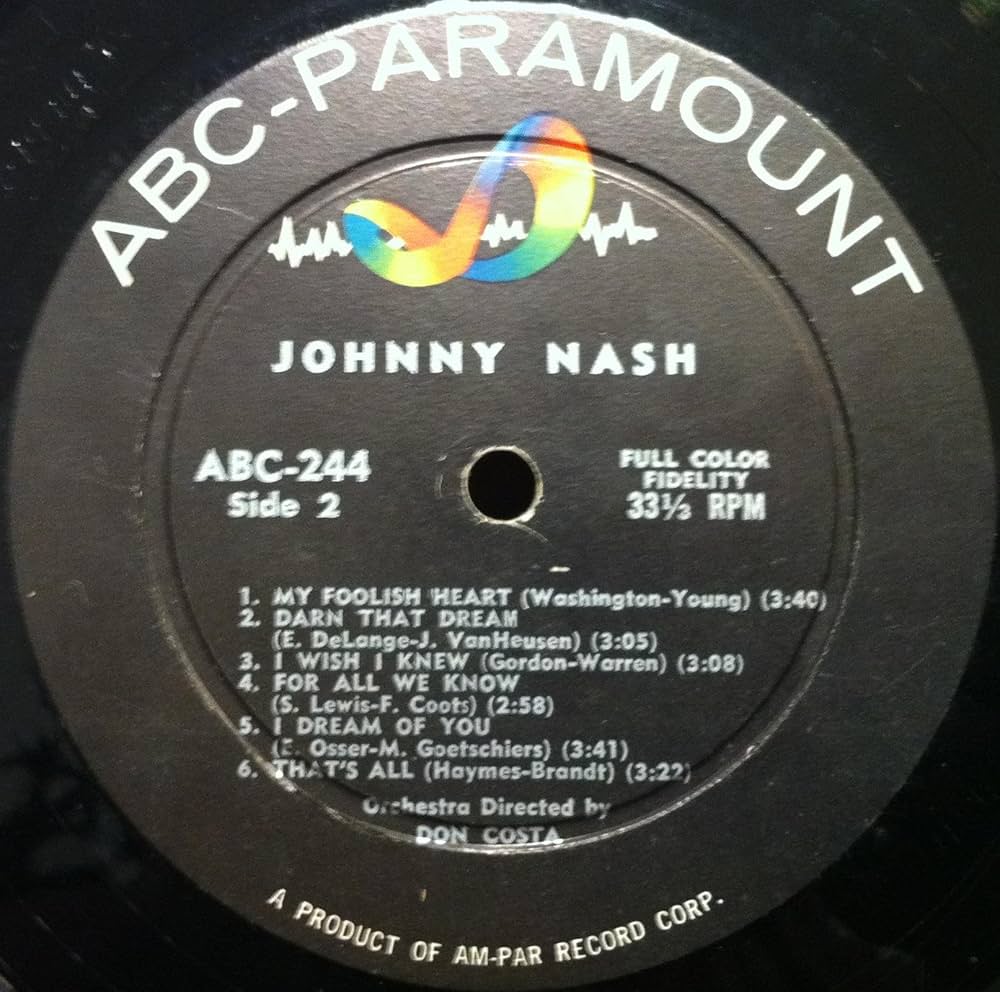 ABC-PARAMOUNT
JOHNNY NASH
ABC-244
Side 2
FULL COLOR
FIDELITY
33⅓ RPM
1. MY FOOLISH HEART (Washington-Young) (3:40)
2. DARN THAT DREAM
(E. DeLange-J. VanHeusen) (3:05)
3. I WISH I KNEW (Gordon-Warren) (3:08)
4. FOR ALL WE KNOW
(S. Lewis-F. Coots) (2:58)
5. I DREAM OF YOU
(E. Osser-M. Goetschiers) (3:41)
6. THAT'S ALL (Haymes-Brandt) (3:22)
Orchestra Directed by
DON COSTA
A PRODUCT OF AM-PAR RECORD CORP.